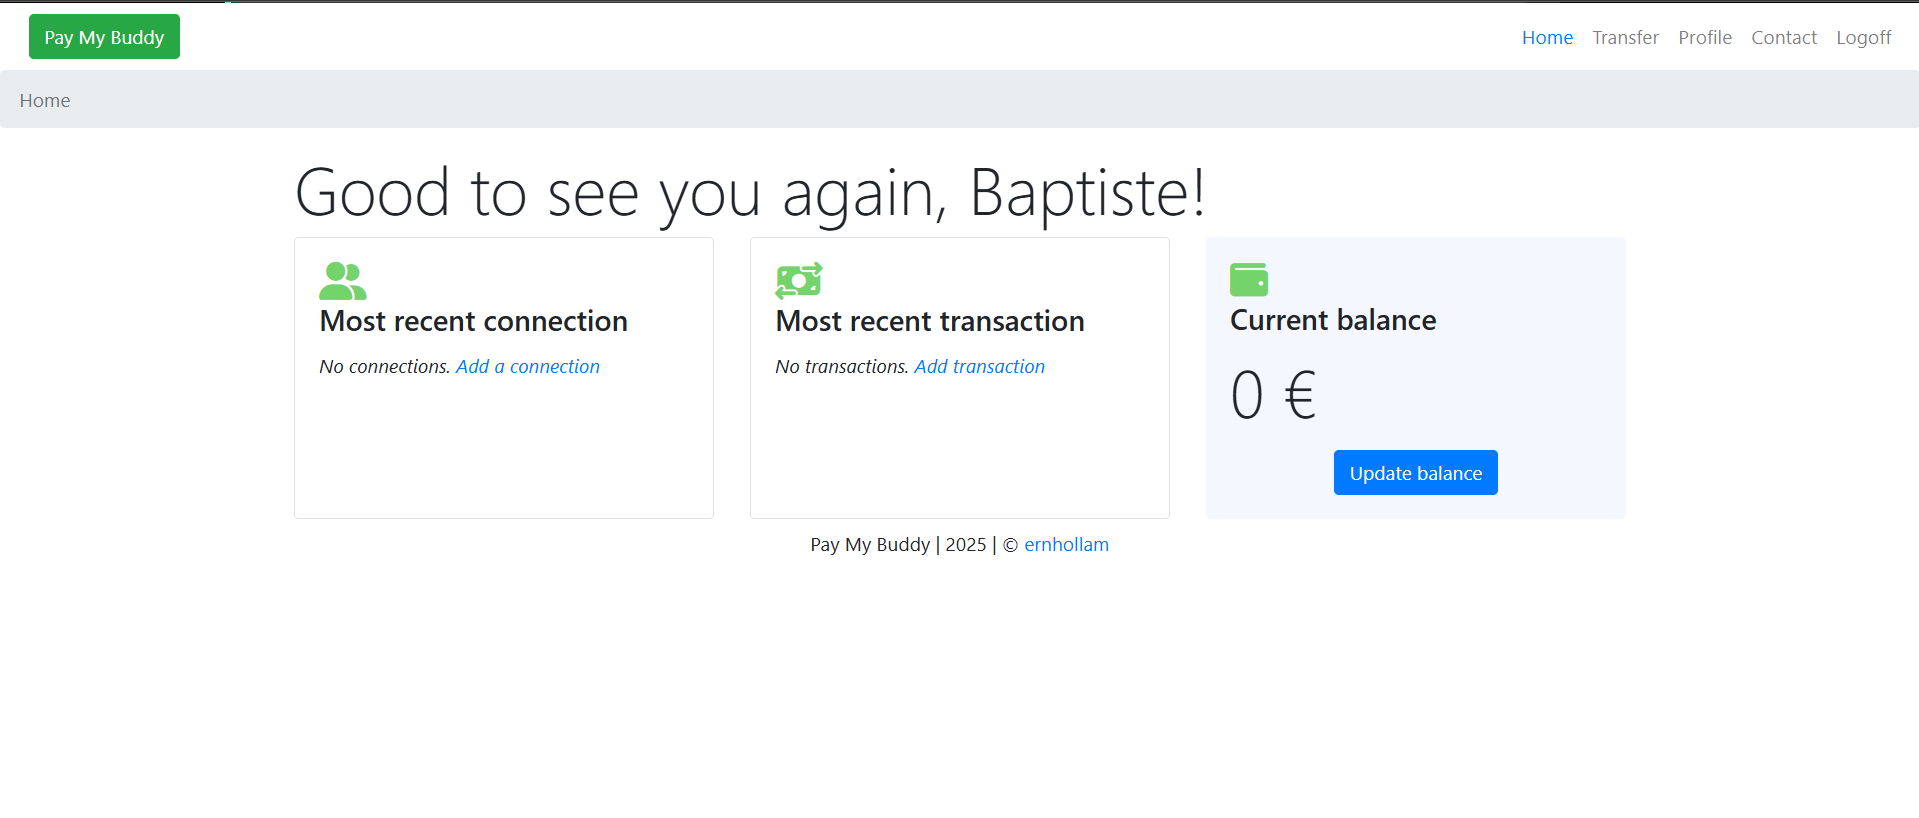 Pay My Buddy
Home Transfer Profile Contact Logoff
Home
Good to see you again, Baptiste!
Most recent connection
No connections. Add a connection
Most recent transaction
No transactions. Add transaction
Current balance
0 €
Update balance
Pay My Buddy | 2025 | © ernhollam